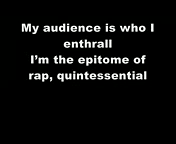 My audience is who I
enthrall
I'm the epitome of
rap, quintessential